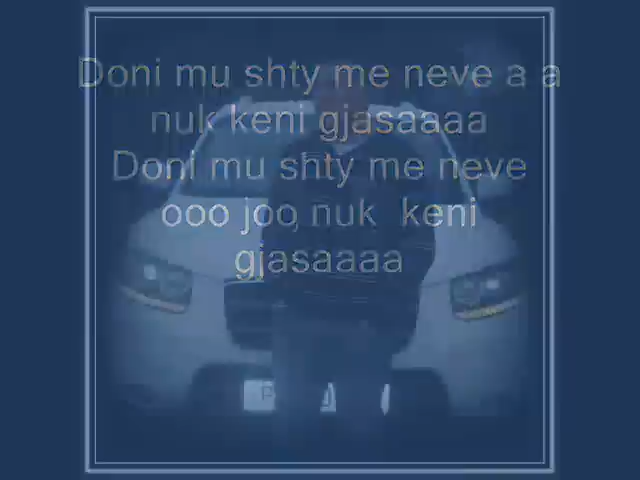 Doni mu shty me neve a a
nuk keni gjasaaaa
Doni mu shty me neve
ooo joo nuk keni
gjasaaaa